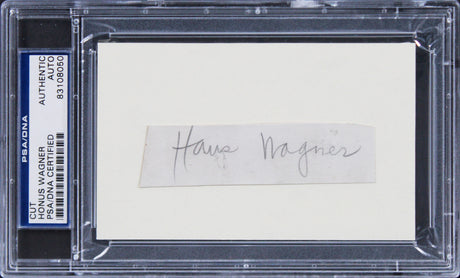 PSA/DNA
CUT
HONUS WAGNER
PSA/DNA CERTIFIED
AUTHENTIC
AUTO
83108050
Hans Wagner